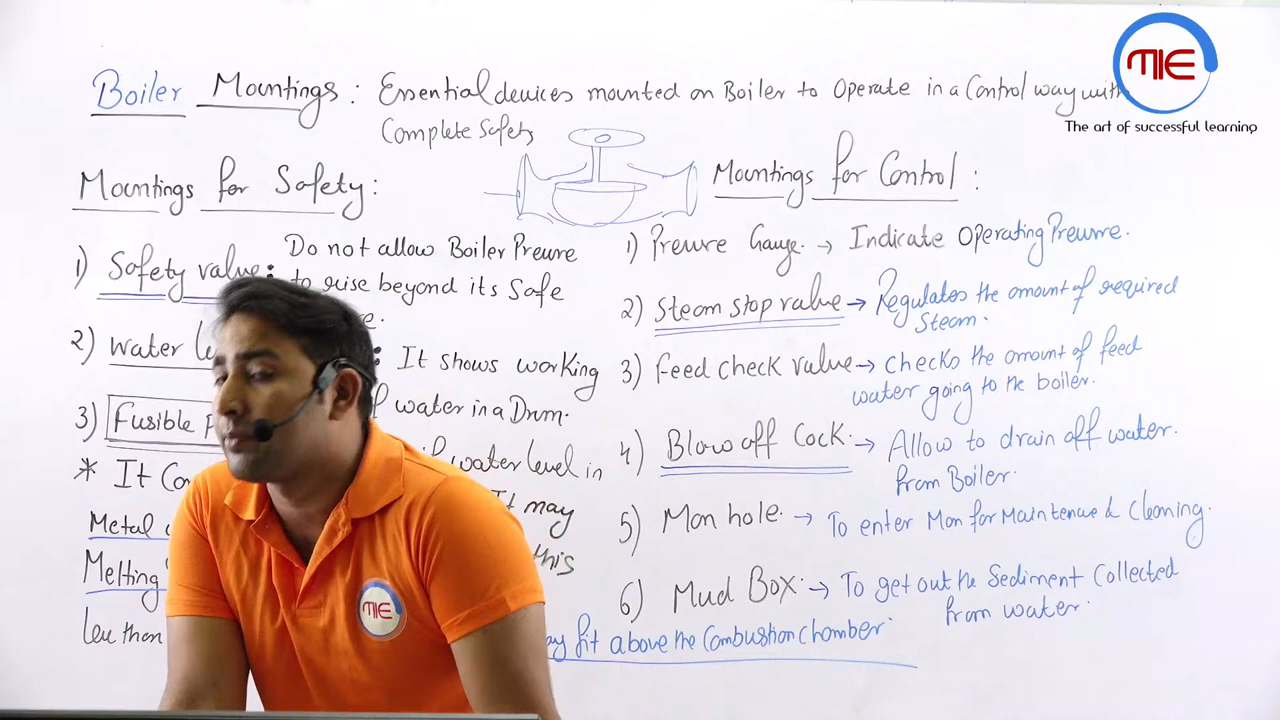 MIE
The art of successful learning
Boiler Mountings : Essential devices mounted on Boiler to Operate in a Control way with
Complete Safety
Mountings for Safety :
1) Safety valve : Do not allow Boiler Pressure
to rise beyond its Safe
2) Water
: It shows working
of water in a Drum.
3) Fusible
water level in
* It
It may
Metal
this
Melting
less than
fit above the Combustion Chamber.
Mountings for Control :
1) Pressure Gauge. → Indicate Operating Pressure.
2) Steam stop valve → Regulates the amount of required
Steam.
3) Feed check valve → Checks the amount of feed
water going to the boiler.
4) Blow off Cock. → Allow to drain off water.
from Boiler.
5) Man hole. → To enter Man for Maintenance & Cleaning.
6) Mud Box. → To get out the Sediment Collected
from water.
MIE